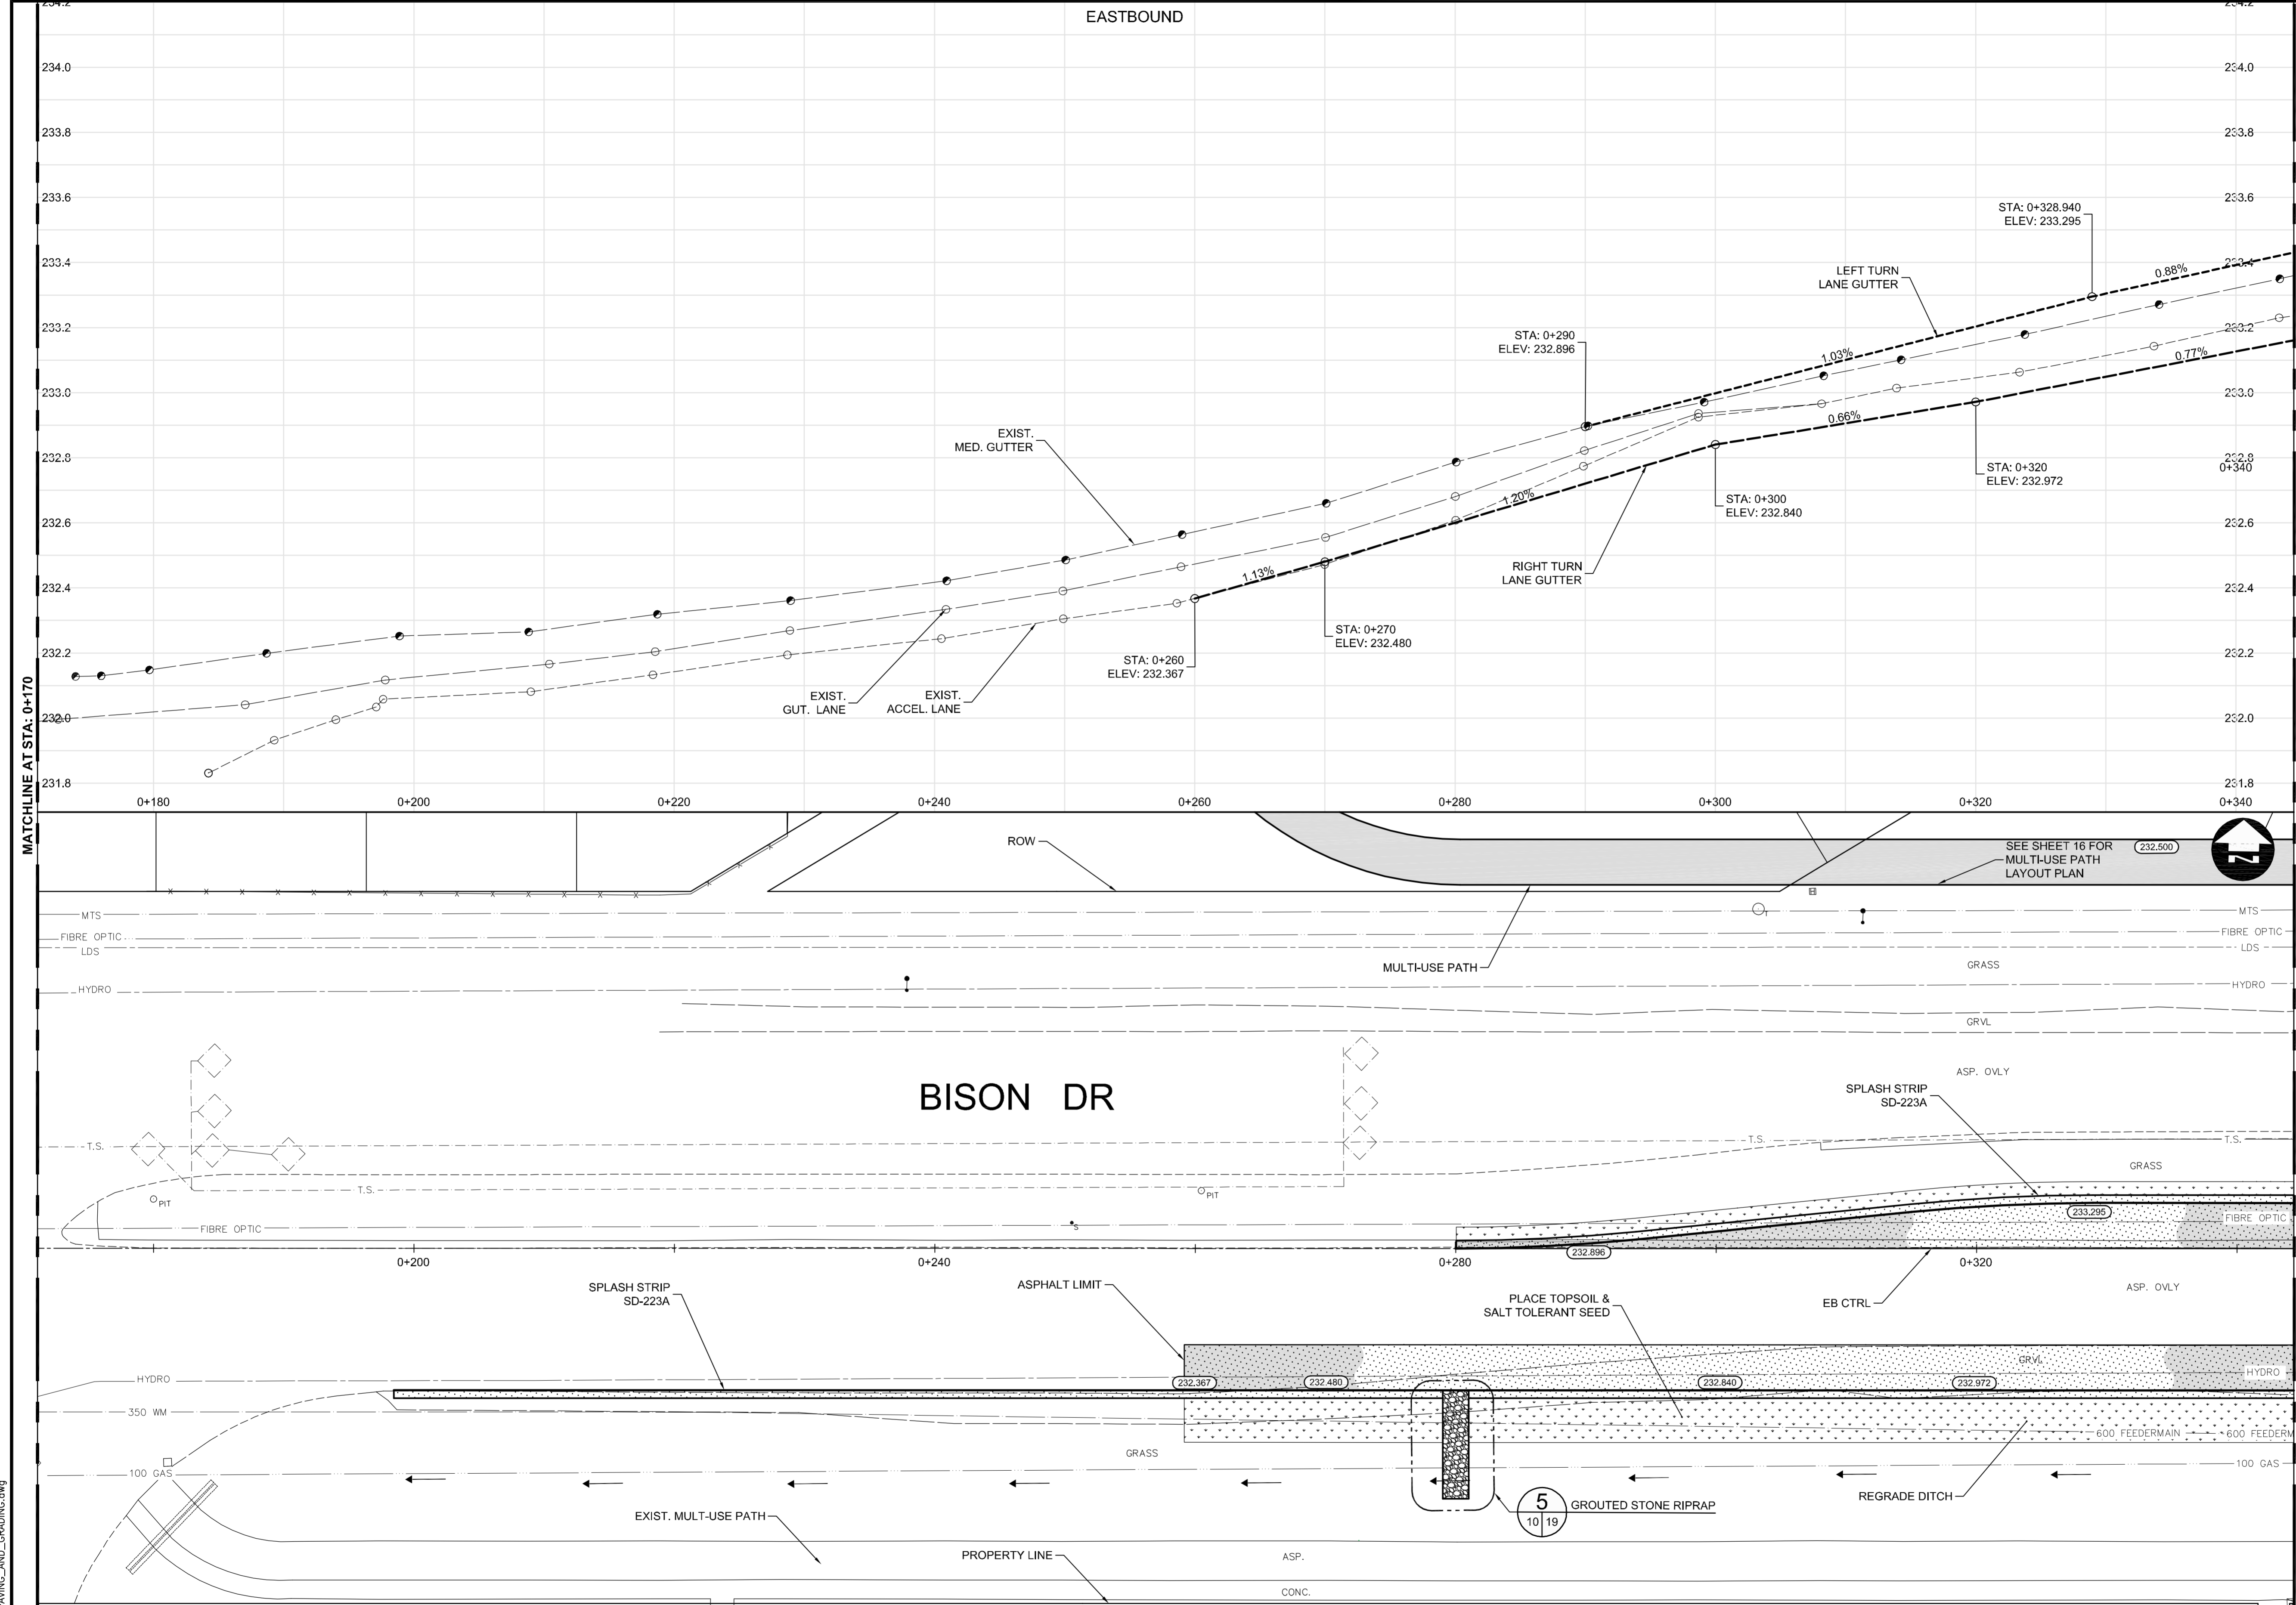 EASTBOUND
234.2 234.2
234.0 234.0
233.8 233.8
233.6 233.6
STA: 0+328.940
ELEV: 233.295
233.4 233.4
0.88%
LEFT TURN
LANE GUTTER
233.2 233.2
STA: 0+290
ELEV: 232.896
1.03%
0.77%
233.0 233.0
0.66%
EXIST.
MED. GUTTER
232.8 232.8
0+340
STA: 0+320
ELEV: 232.972
1.20%
STA: 0+300
ELEV: 232.840
232.6 232.6
1.13%
RIGHT TURN
LANE GUTTER
232.4 232.4
STA: 0+270
ELEV: 232.480
232.2 232.2
STA: 0+260
ELEV: 232.367
EXIST.
GUT. LANE
EXIST.
ACCEL. LANE
232.0 232.0
231.8 231.8
0+180 0+200 0+220 0+240 0+260 0+280 0+300 0+320 0+340
MATCHLINE AT STA: 0+170
ROW
SEE SHEET 16 FOR
MULTI-USE PATH
LAYOUT PLAN
232.500
N
H
MTS T MTS
FIBRE OPTIC FIBRE OPTIC
LDS LDS
MULTI-USE PATH
GRASS
HYDRO HYDRO
GRVL
ASP. OVLY
BISON DR
SPLASH STRIP
SD-223A
T.S. T.S. T.S.
GRASS
T.S.
PIT PIT
233.295
FIBRE OPTIC S FIBRE OPTIC
232.896
0+200 0+240 0+280 0+320
SPLASH STRIP
SD-223A
ASPHALT LIMIT
PLACE TOPSOIL &
SALT TOLERANT SEED
EB CTRL
ASP. OVLY
GRVL
HYDRO HYDRO
232.367 232.480 232.840 232.972
350 WM
600 FEEDERMAIN 600 FEEDERM
GRASS
100 GAS 100 GAS
5
10 19
GROUTED STONE RIPRAP
REGRADE DITCH
EXIST. MULT-USE PATH
PROPERTY LINE
ASP.
CONC.
AVING_AND_GRADING.dwg